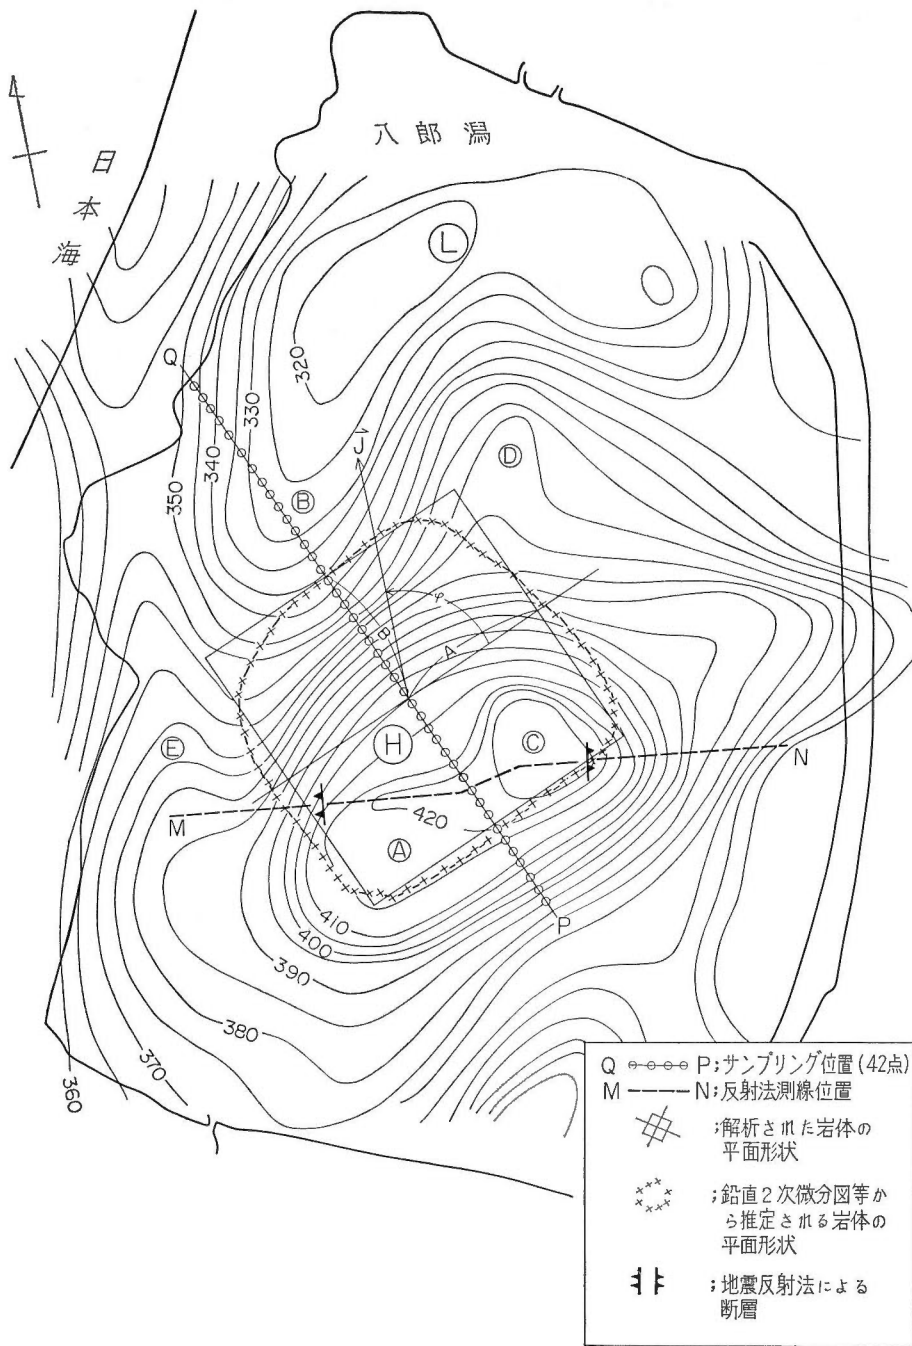 八郎潟
日本海
L
Q
320
330
340
350
J'
D
B
φ
B
A
H
C
E
N
M
420
A
P
410
400
390
380
370
360
Q P;サンプリング位置(42点)
M N;反射法測線位置
;解析された岩体の
平面形状
;鉛直2次微分図等か
ら推定される岩体の
平面形状
;地震反射法による
断層